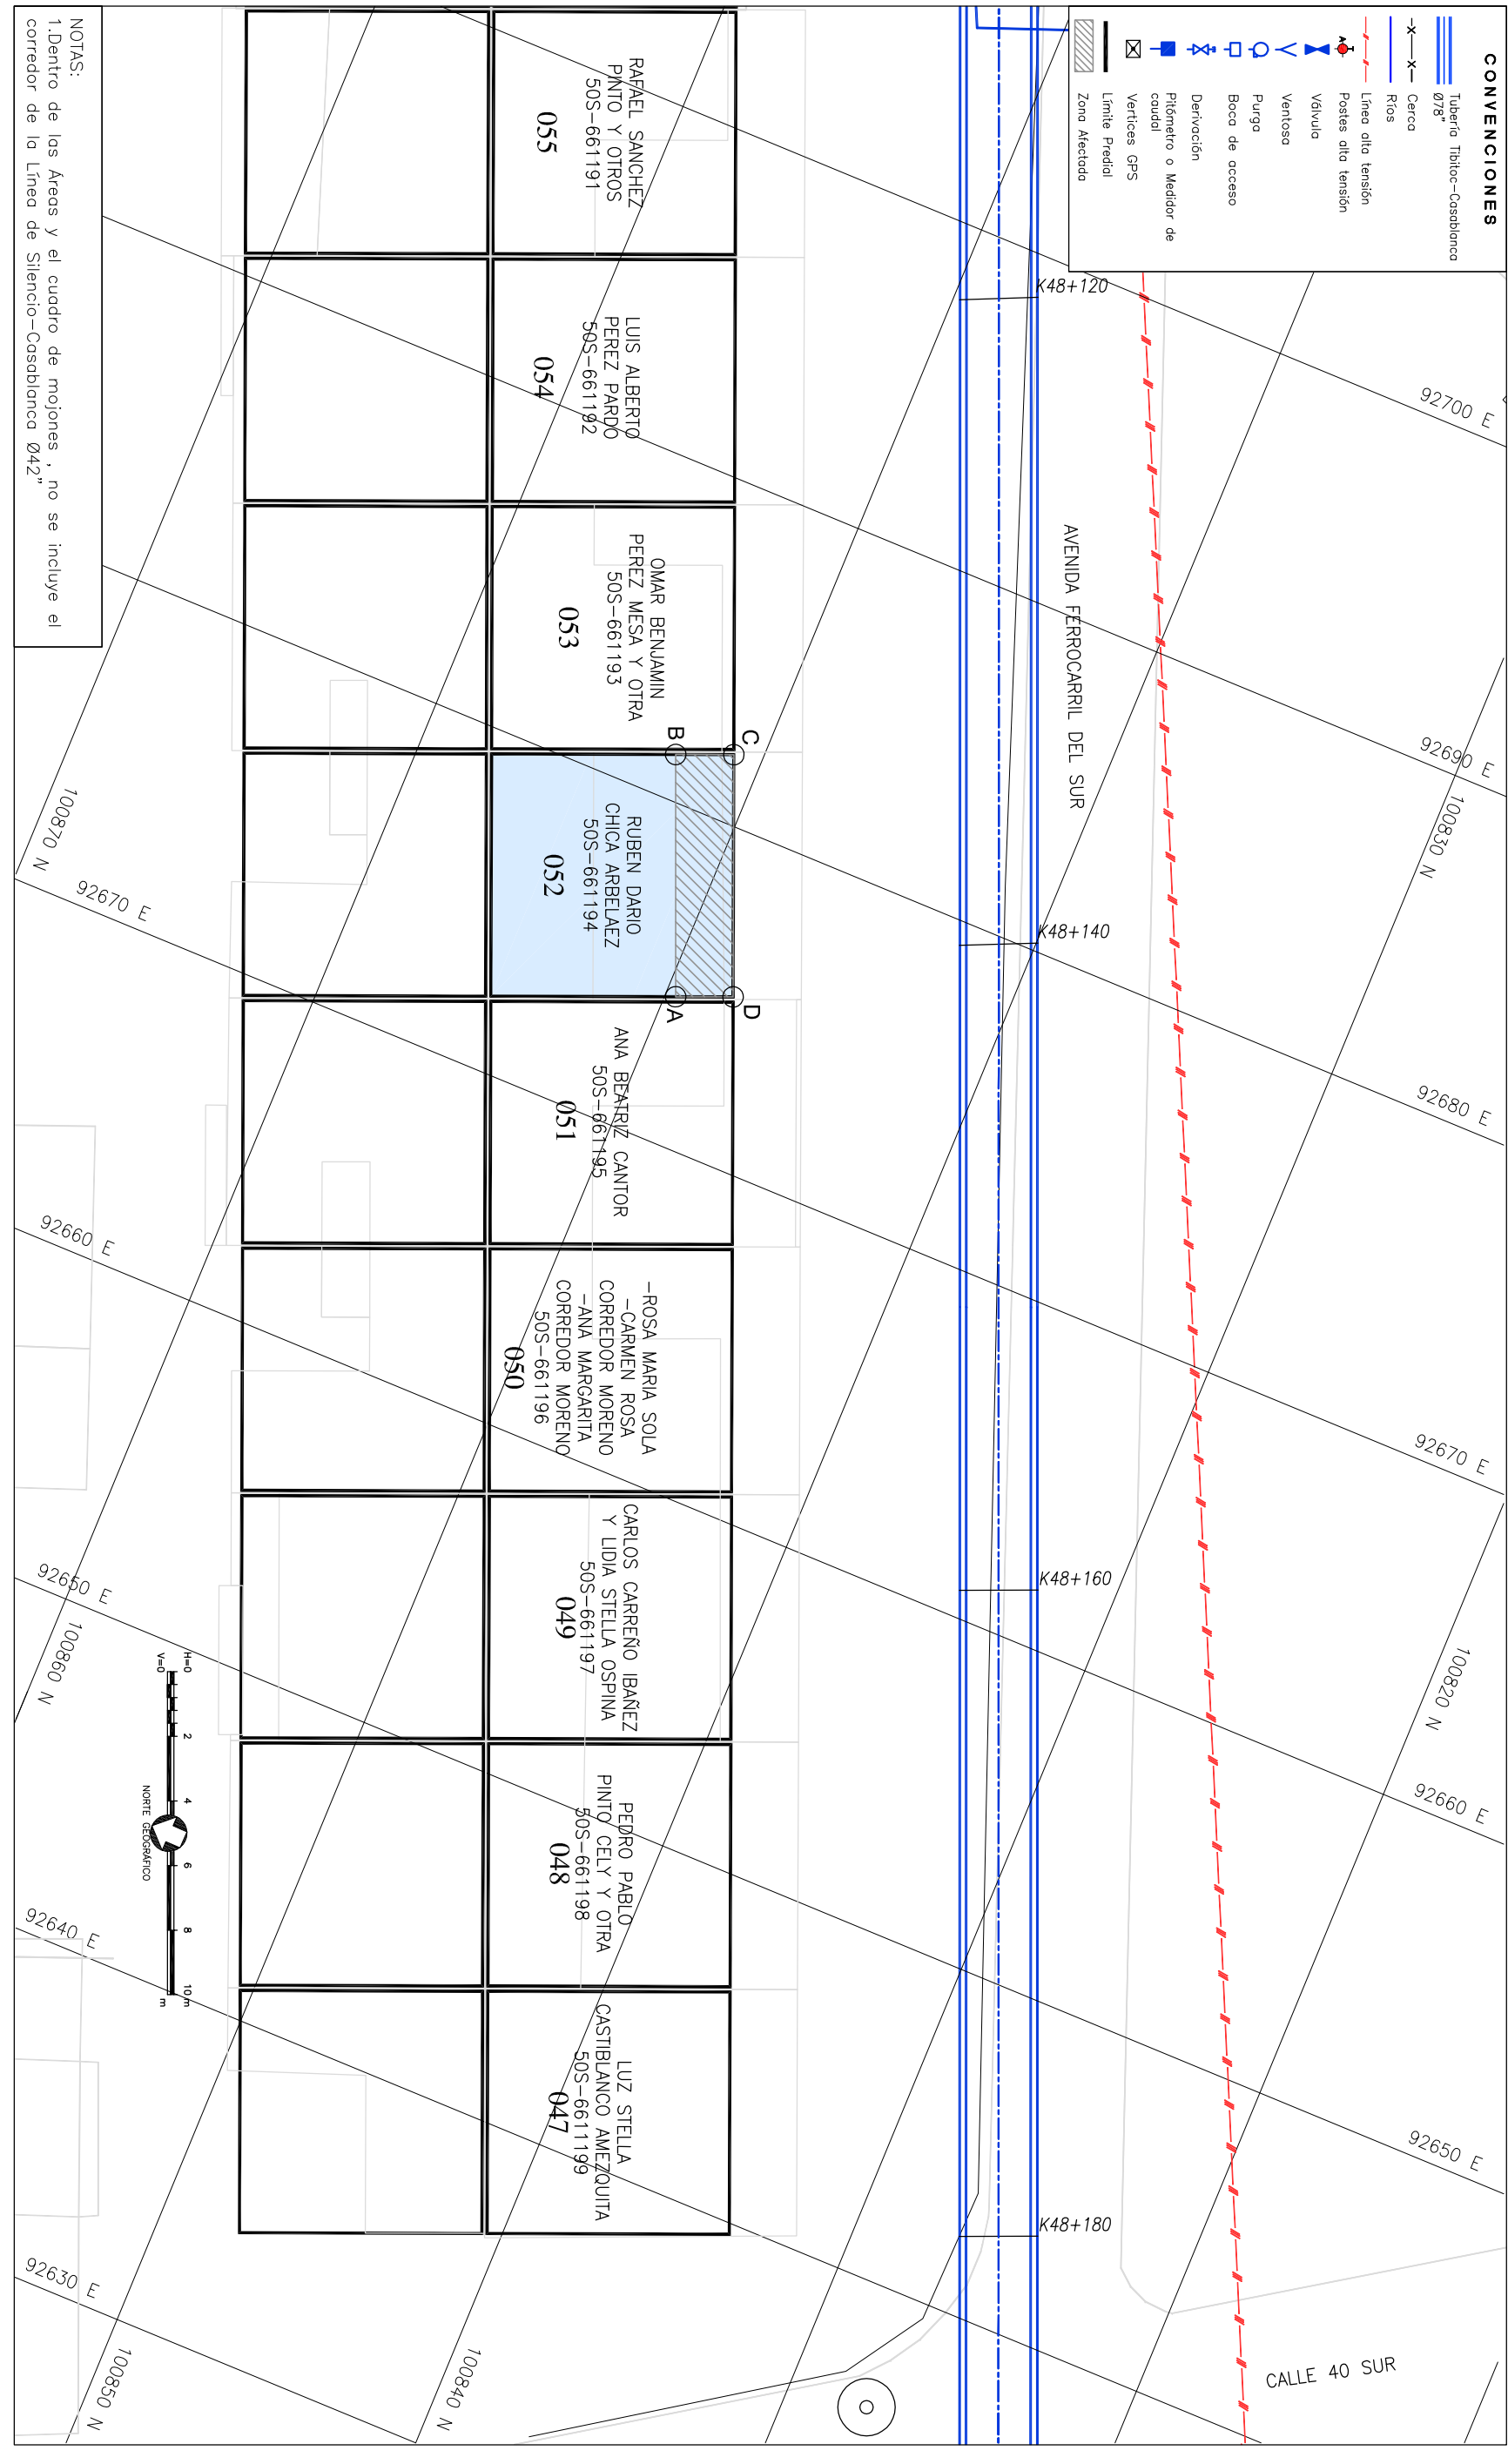 CONVENCIONES
Tubería Tibitoc-Casablanca
Ø78"
-X——X-
Cerca
Ríos
Línea alta tensión
A T
Postes alta tensión
Válvula
Ventosa
Purga
Boca de acceso
Derivación
Pitómetro o Medidor de
caudal
Vertices GPS
Límite Predial
Zona Afectada
K48+120
K48+140
K48+160
K48+180
AVENIDA FERROCARRIL DEL SUR
CALLE 40 SUR
92700 E
92690 E
92680 E
92670 E
92660 E
92650 E
100830 N
100820 N
RAFAEL SANCHEZ
PINTO Y OTROS
50S-661191
055
LUIS ALBERTO
PEREZ PARDO
50S-661192
054
OMAR BENJAMIN
PEREZ MESA Y OTRA
50S-661193
053
C
B
D
A
RUBEN DARIO
CHICA ARBELAEZ
50S-661194
052
ANA BEATRIZ CANTOR
50S-661195
051
-ROSA MARIA SOLA
-CARMEN ROSA
CORREDOR MORENO
-ANA MARGARITA
CORREDOR MORENO
50S-661196
050
CARLOS CARREÑO IBAÑEZ
Y LIDIA STELLA OSPINA
50S-661197
049
PEDRO PABLO
PINTO CELY Y OTRA
50S-661198
048
LUZ STELLA
CASTIBLANCO AMEZQUITA
50S-6611199
047
100870 N
92670 E
92660 E
92650 E
100860 N
92640 E
92630 E
100850 N
100840 N
H=0 2 4 6 8 10 m
V=0 m
NORTE GEOGRÁFICO
NOTAS:
1.Dentro de las Áreas y el cuadro de mojones , no se incluye el
corredor de la Línea de Silencio-Casablanca Ø42"